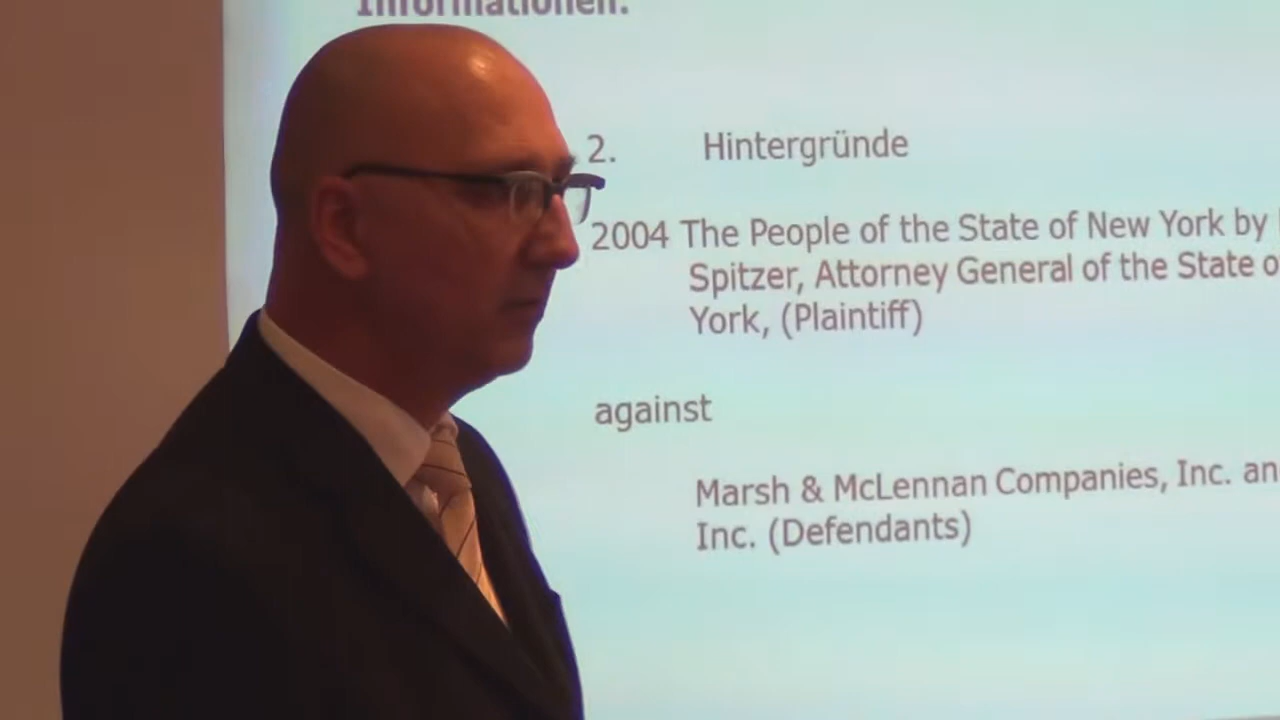 Informationen.
2. Hintergründe
2004 The People of the State of New York by
Spitzer, Attorney General of the State
York, (Plaintiff)
against
Marsh & McLennan Companies, Inc.
Inc. (Defendants)